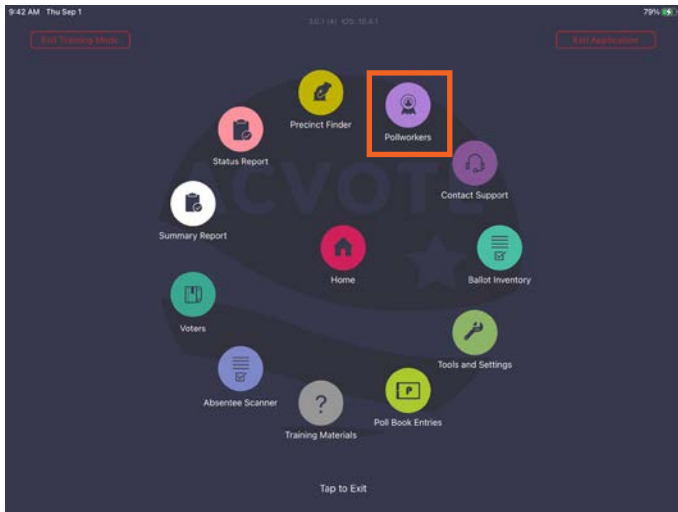 9:42 AM Thu Sep 1
79%
Exit Training Mode
Exit Application
Precinct Finder
Pollworkers
Status Report
Contact Support
ACVOTE
Summary Report
Home
Ballot Inventory
Voters
Tools and Settings
Absentee Scanner
?
P
Poll Book Entries
Training Materials
Tap to Exit